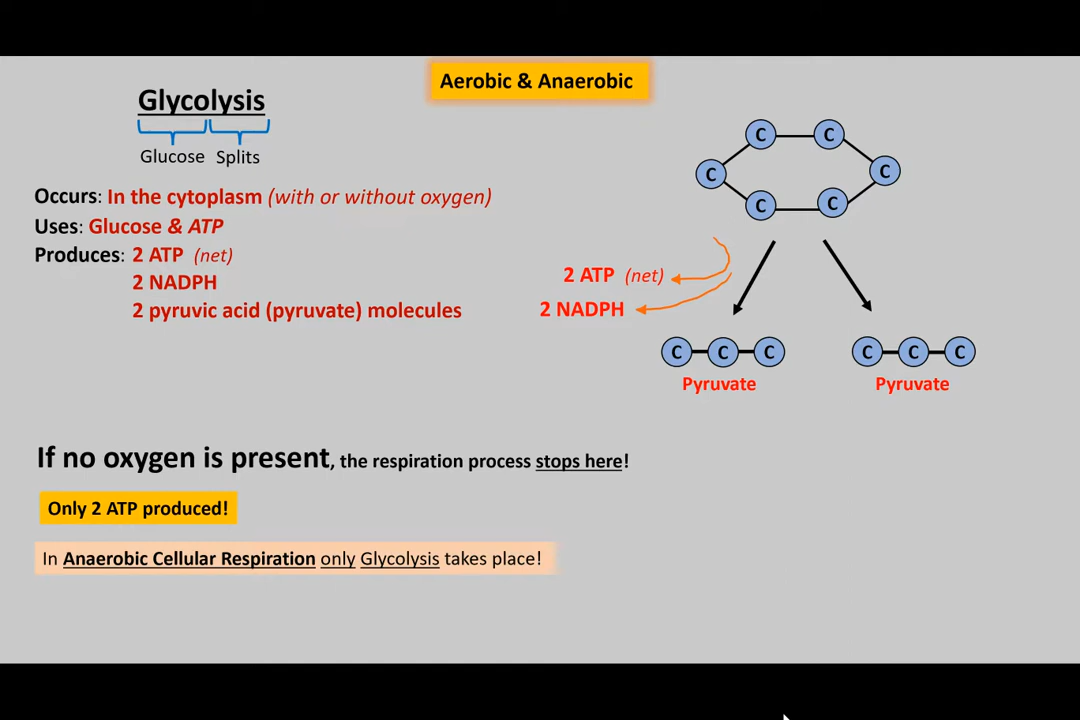 Aerobic & Anaerobic
Glycolysis
Glucose Splits
Occurs: In the cytoplasm (with or without oxygen)
Uses: Glucose & ATP
Produces: 2 ATP (net)
2 NADPH
2 pyruvic acid (pyruvate) molecules
C C
C C
C C
2 ATP (net)
2 NADPH
C C C C C C
Pyruvate Pyruvate
If no oxygen is present, the respiration process stops here!
Only 2 ATP produced!
In Anaerobic Cellular Respiration only Glycolysis takes place!